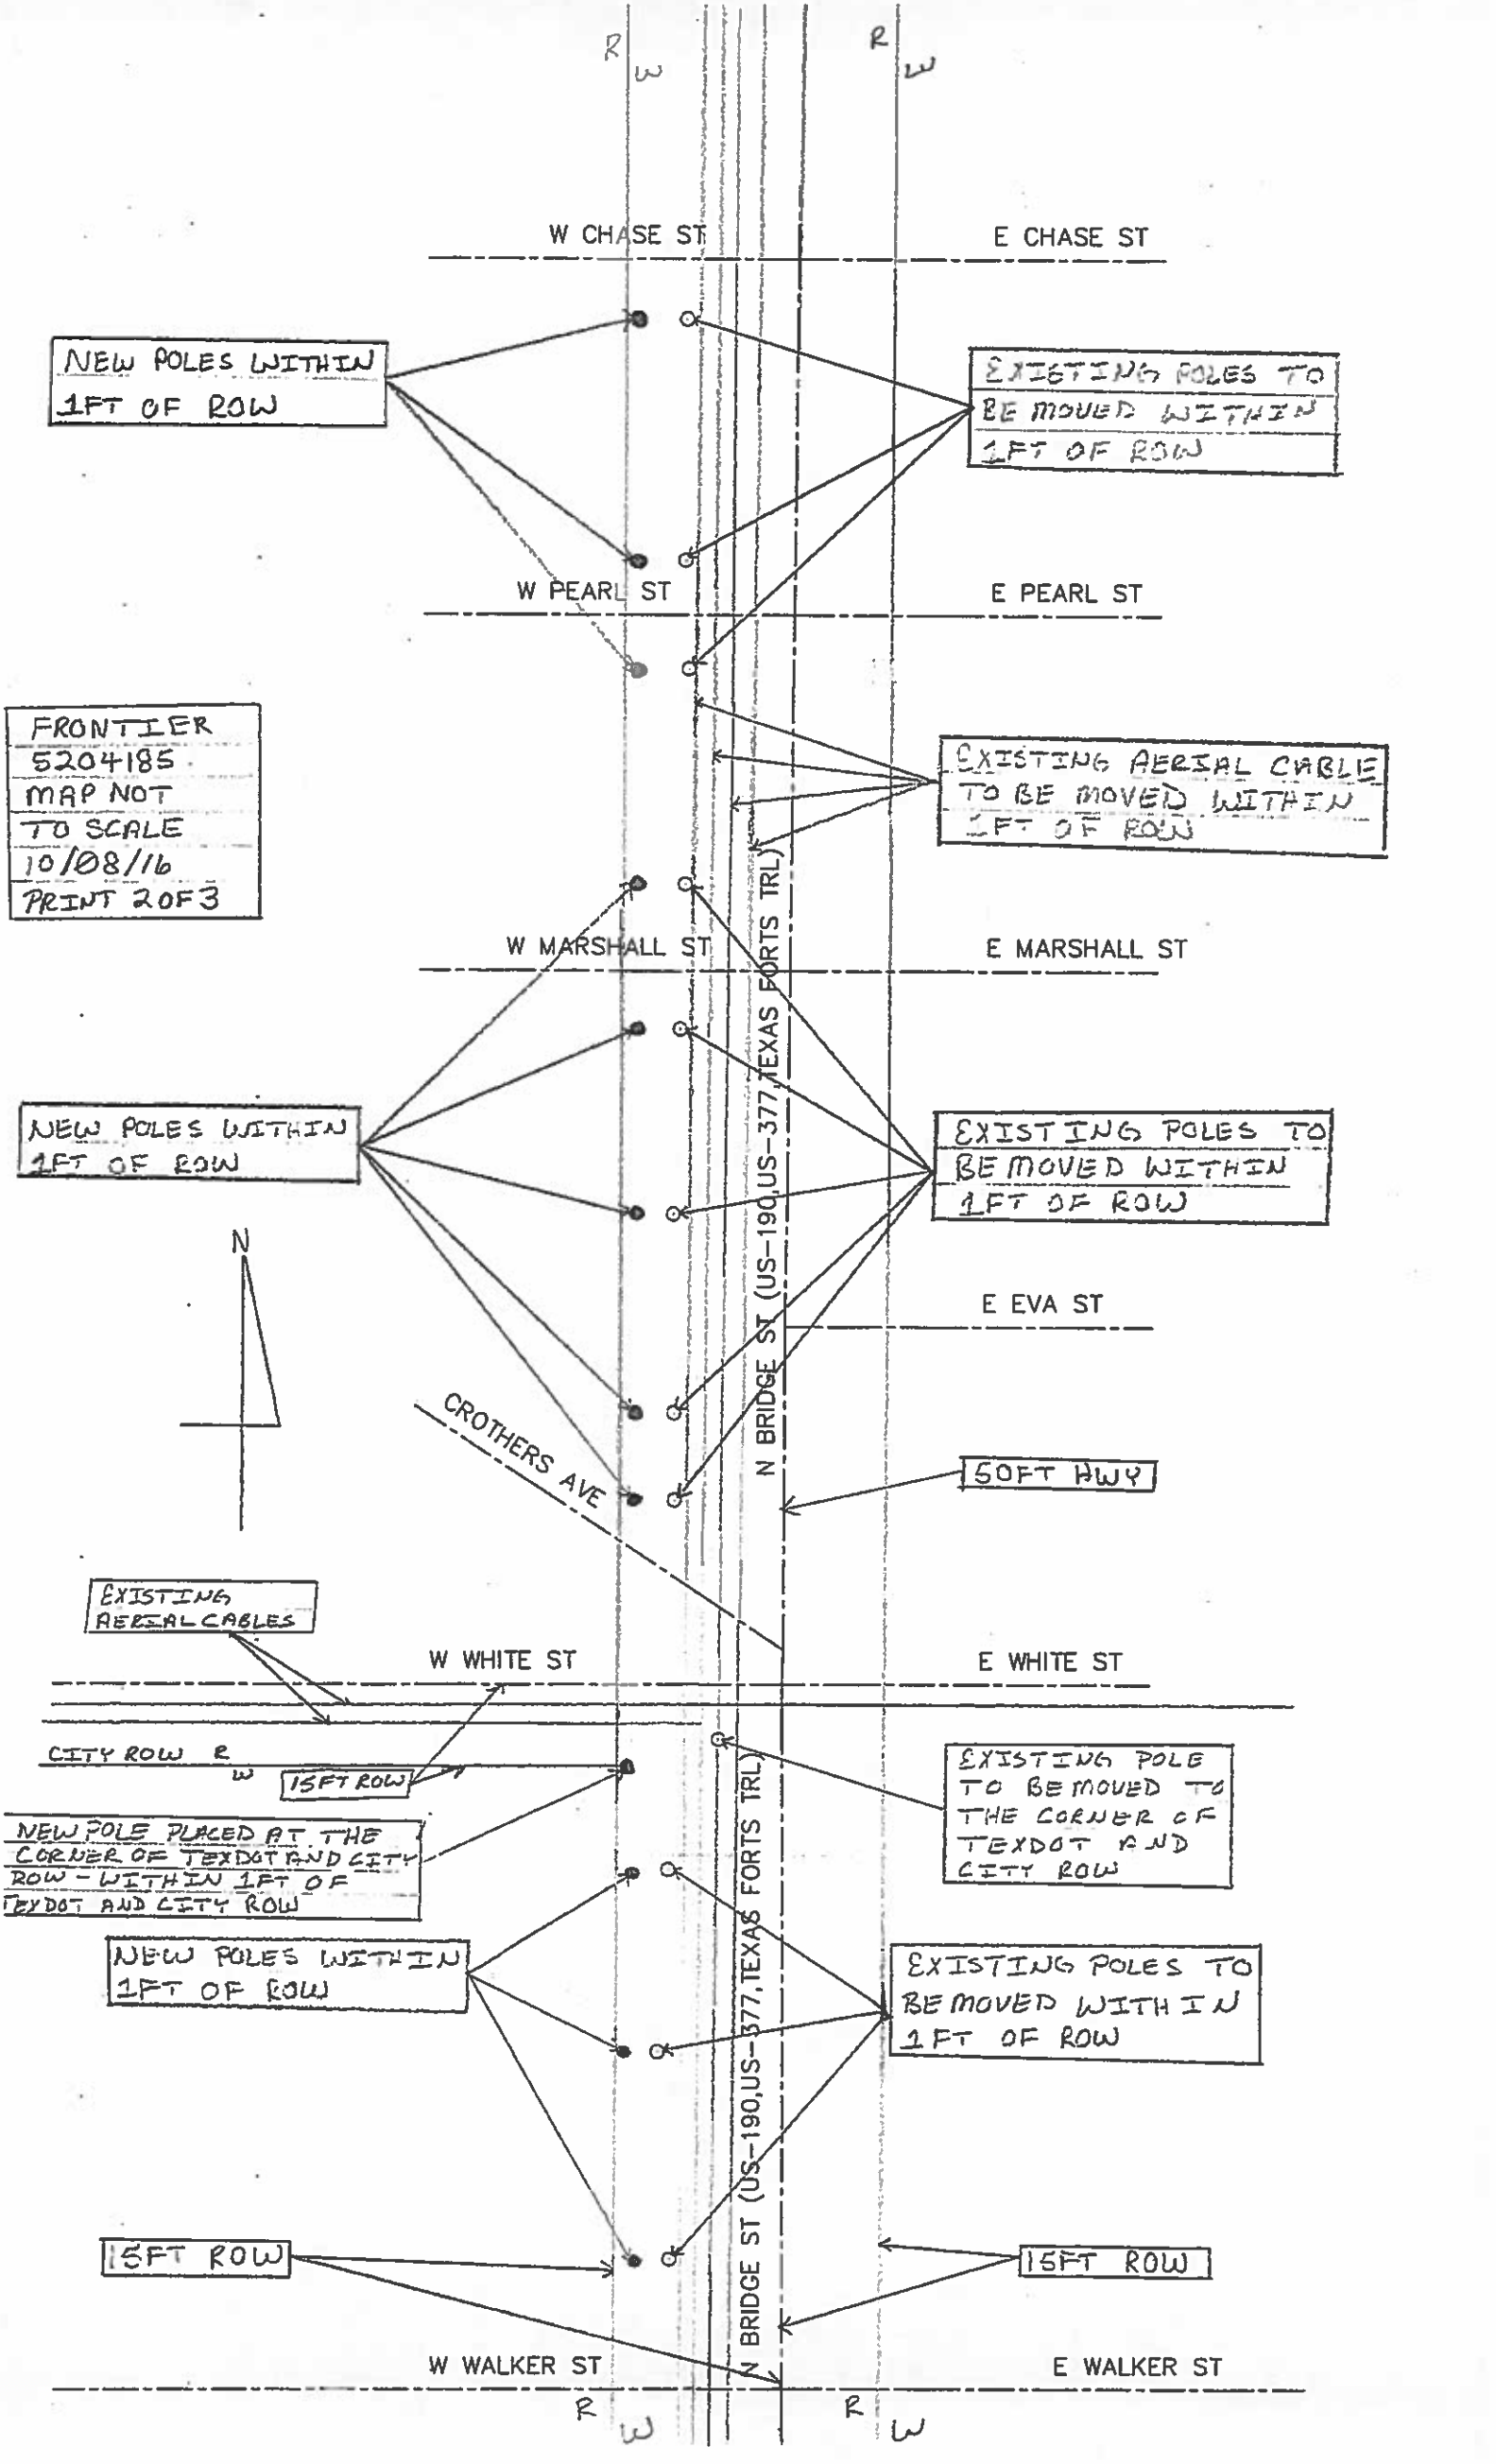 R
W
R
W
W CHASE ST
E CHASE ST
NEW POLES WITHIN
1FT OF ROW
EXISTING POLES TO
BE MOVED WITHIN
1FT OF ROW
W PEARL ST
E PEARL ST
FRONTIER
5204185
MAP NOT
TO SCALE
10/08/16
PRINT 2 OF 3
EXISTING AERIAL CABLE
TO BE MOVED WITHIN
1FT OF ROW
W MARSHALL ST
E MARSHALL ST
N BRIDGE ST (US-190,US-377,TEXAS FORTS TRL)
NEW POLES WITHIN
1FT OF ROW
EXISTING POLES TO
BE MOVED WITHIN
1FT OF ROW
N
E EVA ST
CROTHERS AVE
50FT HWY
EXISTING
AERIAL CABLES
W WHITE ST
E WHITE ST
CITY ROW R
W
15FT ROW
EXISTING POLE
TO BE MOVED TO
THE CORNER OF
TEXDOT AND
CITY ROW
NEW POLE PLACED AT THE
CORNER OF TEXDOT AND CITY
ROW - WITHIN 1FT OF
TEXDOT AND CITY ROW
N BRIDGE ST (US-190,US-377,TEXAS FORTS TRL)
NEW POLES WITHIN
1FT OF ROW
EXISTING POLES TO
BE MOVED WITHIN
1FT OF ROW
15FT ROW
15FT ROW
W WALKER ST
E WALKER ST
R
W
R
W